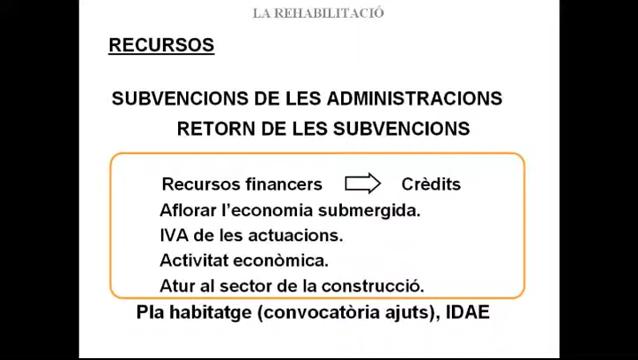 LA REHABILITACIÓ
RECURSOS
SUBVENCIONS DE LES ADMINISTRACIONS
RETORN DE LES SUBVENCIONS
Recursos financers Crèdits
Aflorar l’economia submergida.
IVA de les actuacions.
Activitat econòmica.
Atur al sector de la construcció.
Pla habitatge (convocatòria ajuts), IDAE